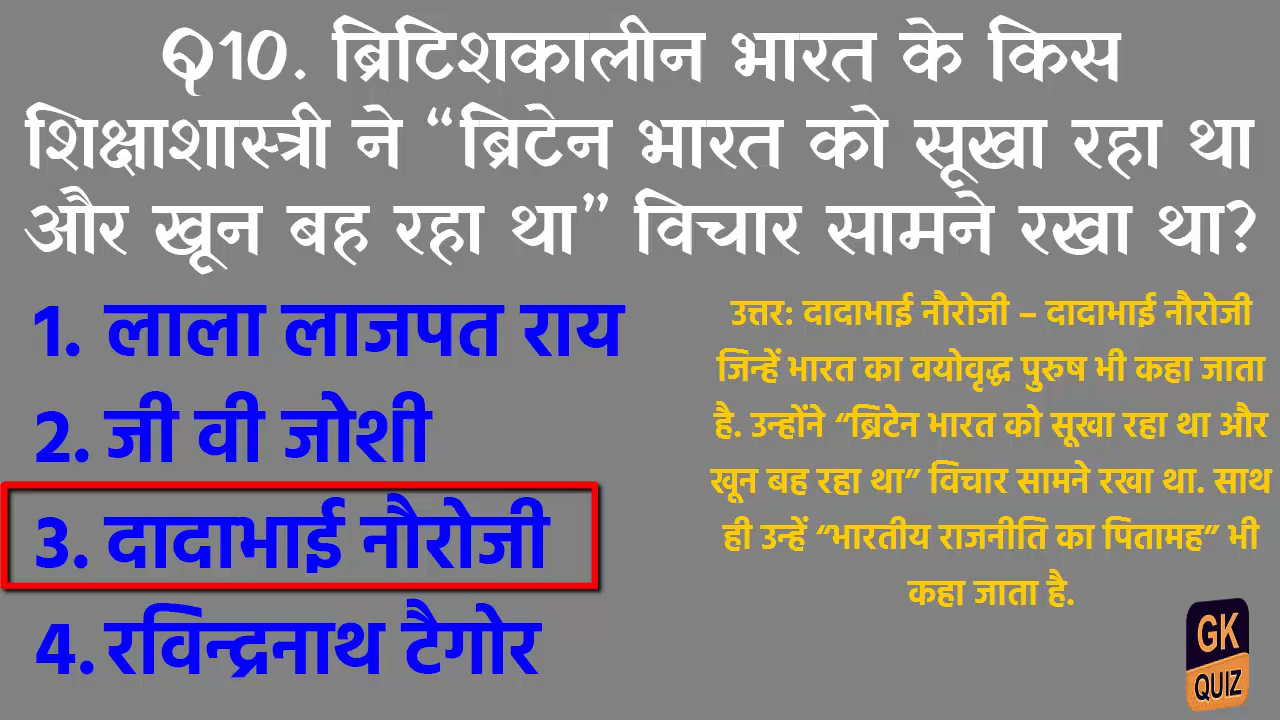 Q10. ब्रिटिशकालीन भारत के किस
शिक्षाशास्त्री ने “ब्रिटेन भारत को सूखा रहा था
और खून बह रहा था” विचार सामने रखा था?
1. लाला लाजपत राय
2. जी वी जोशी
3. दादाभाई नौरोजी
4. रविन्द्रनाथ टैगोर
उत्तर: दादाभाई नौरोजी – दादाभाई नौरोजी
जिन्हें भारत का वयोवृद्ध पुरुष भी कहा जाता
है. उन्होंने “ब्रिटेन भारत को सूखा रहा था और
खून बह रहा था” विचार सामने रखा था. साथ
ही उन्हें “भारतीय राजनीति का पितामह” भी
कहा जाता है.
GK
QUIZ